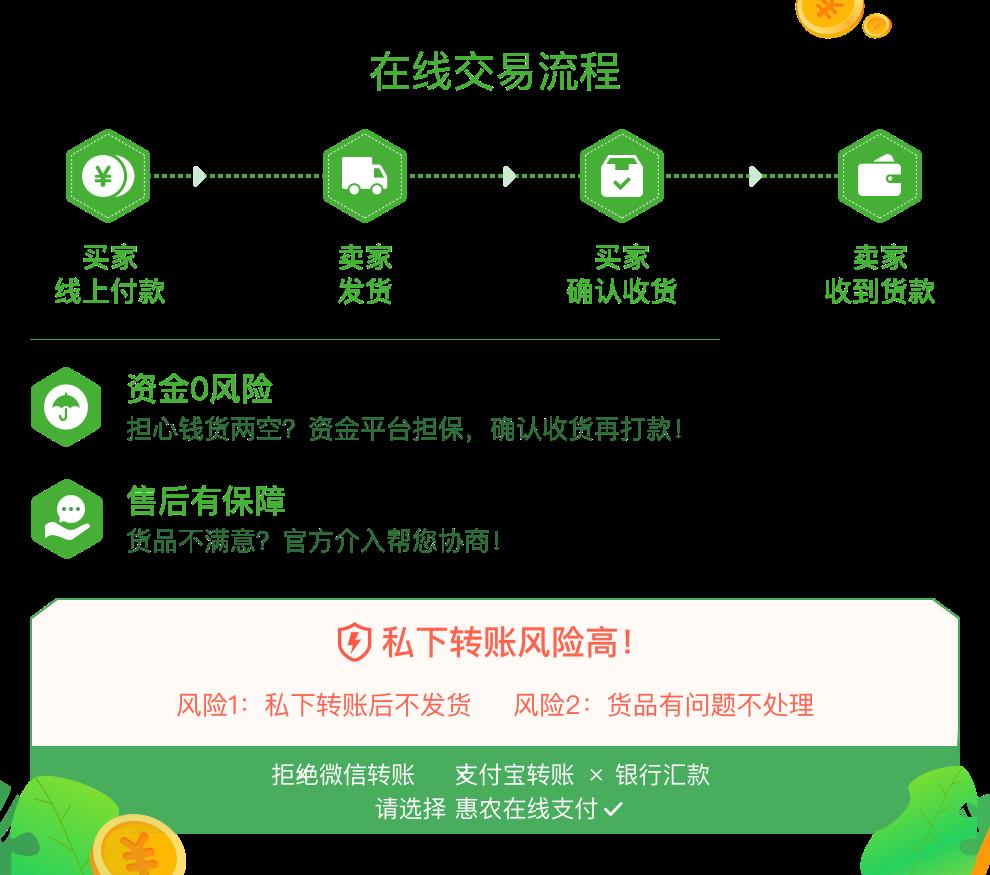 在线交易流程
买家 卖家 买家 卖家
线上付款 发货 确认收货 收到货款
资金0风险
担心钱货两空？资金平台担保，确认收货再打款！
售后有保障
货品不满意？官方介入帮您协商！
私下转账风险高！
风险1：私下转账后不发货 风险2：货品有问题不处理
拒绝微信转账 支付宝转账 × 银行汇款
请选择 惠农在线支付